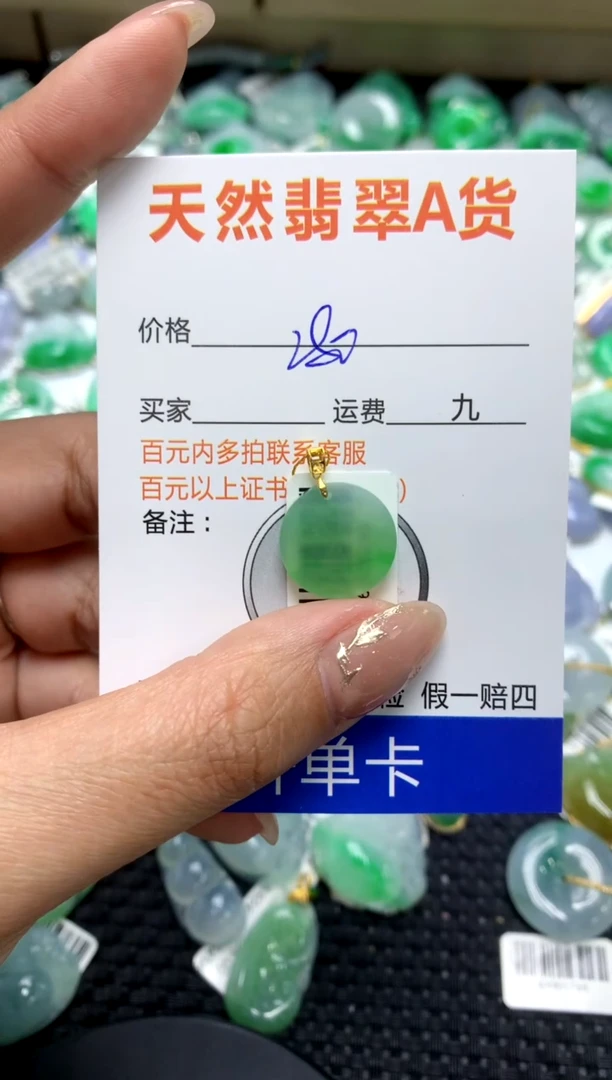 天然翡翠A货
价格
买家 运费 九
百元内多拍联系客服
百元以上证书 )
备注：
假一赔四
单卡